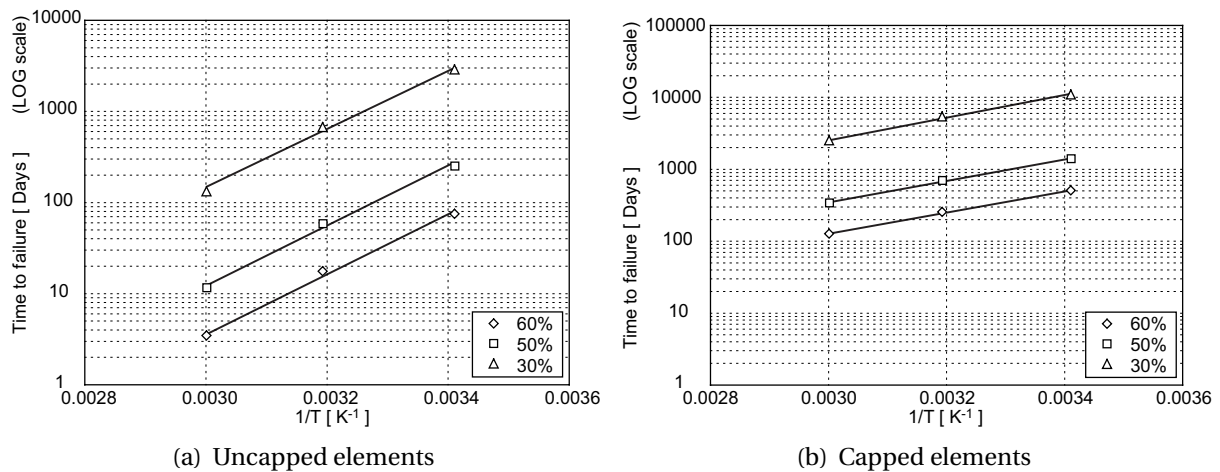 10000
1000
100
10
1
Time to failure [ Days ] (LOG scale)
0.0028 0.0030 0.0032 0.0034 0.0036
1/T [ K-1 ]
60%
50%
30%
(a) Uncapped elements
100000
10000
1000
100
10
1
Time to failure [ Days ] (LOG scale)
0.0028 0.0030 0.0032 0.0034 0.0036
1/T [ K-1 ]
60%
50%
30%
(b) Capped elements